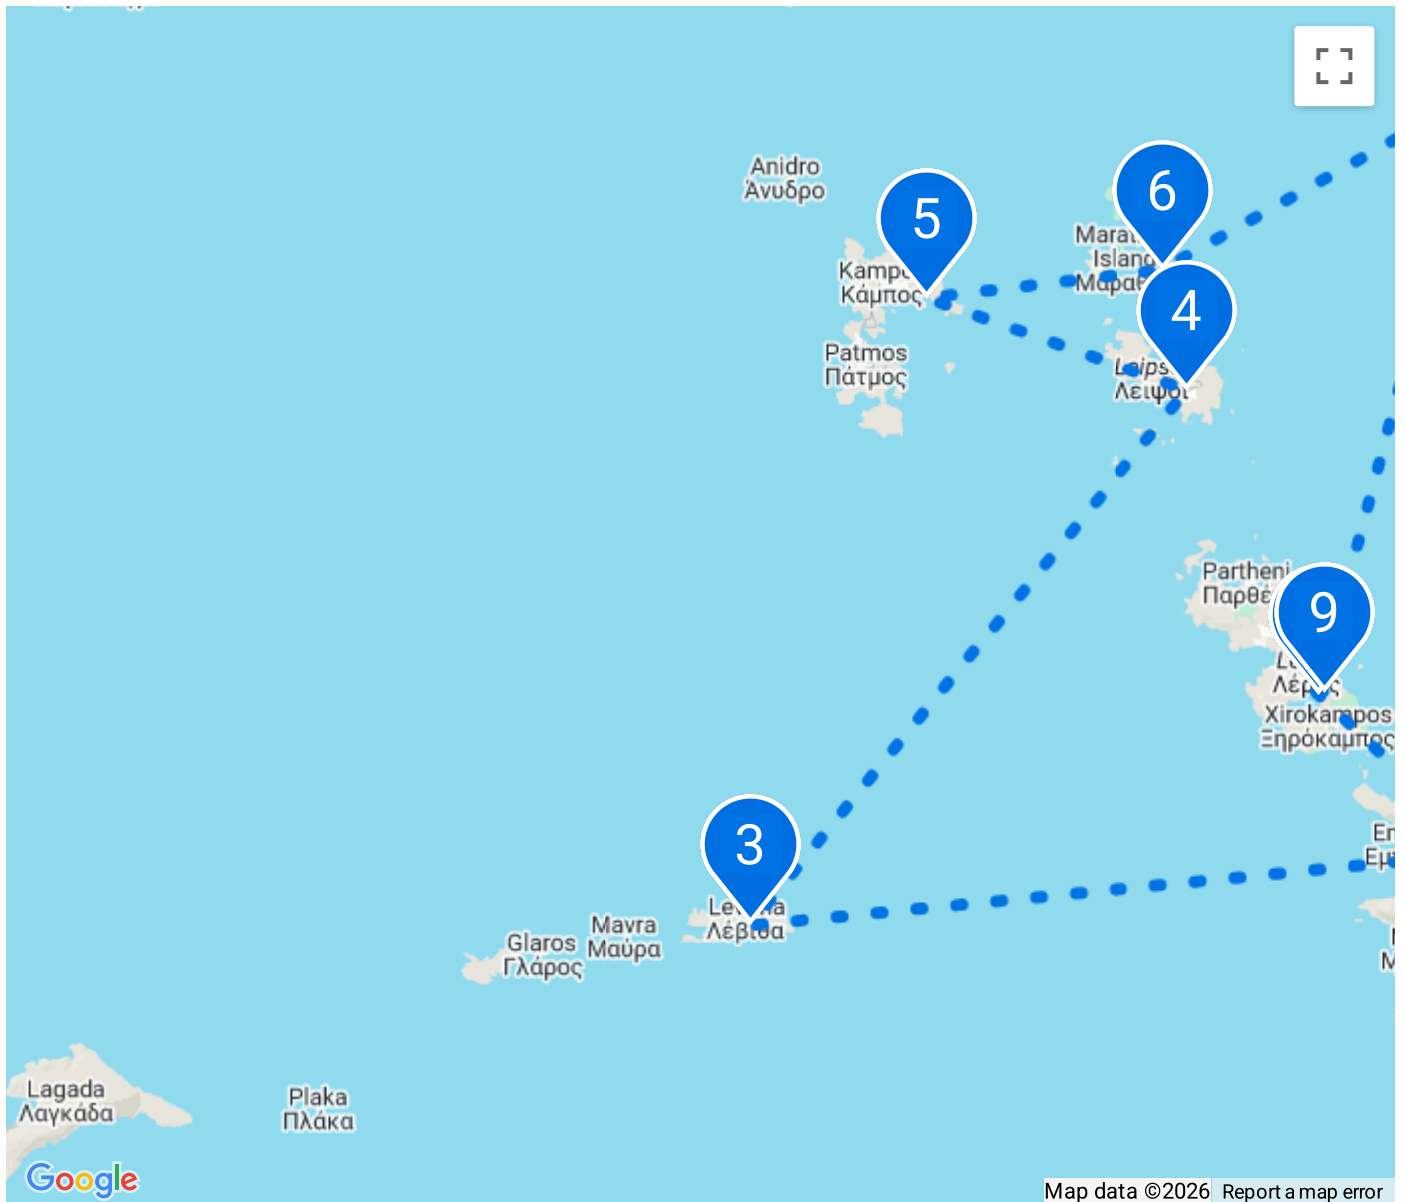 Anidro
Άνυδρο
5
6
Island
Κάμπος
4
Patmos
Πάτμος
Λειψοί
Partheni
9
Xirokampos
Ξηρόκαμπος
3
Λέβιθα
Mavra
Μαύρα
Glaros
Γλάρος
Lagada
Λαγκάδα
Plaka
Πλάκα
Google
Map data ©2026
Report a map error